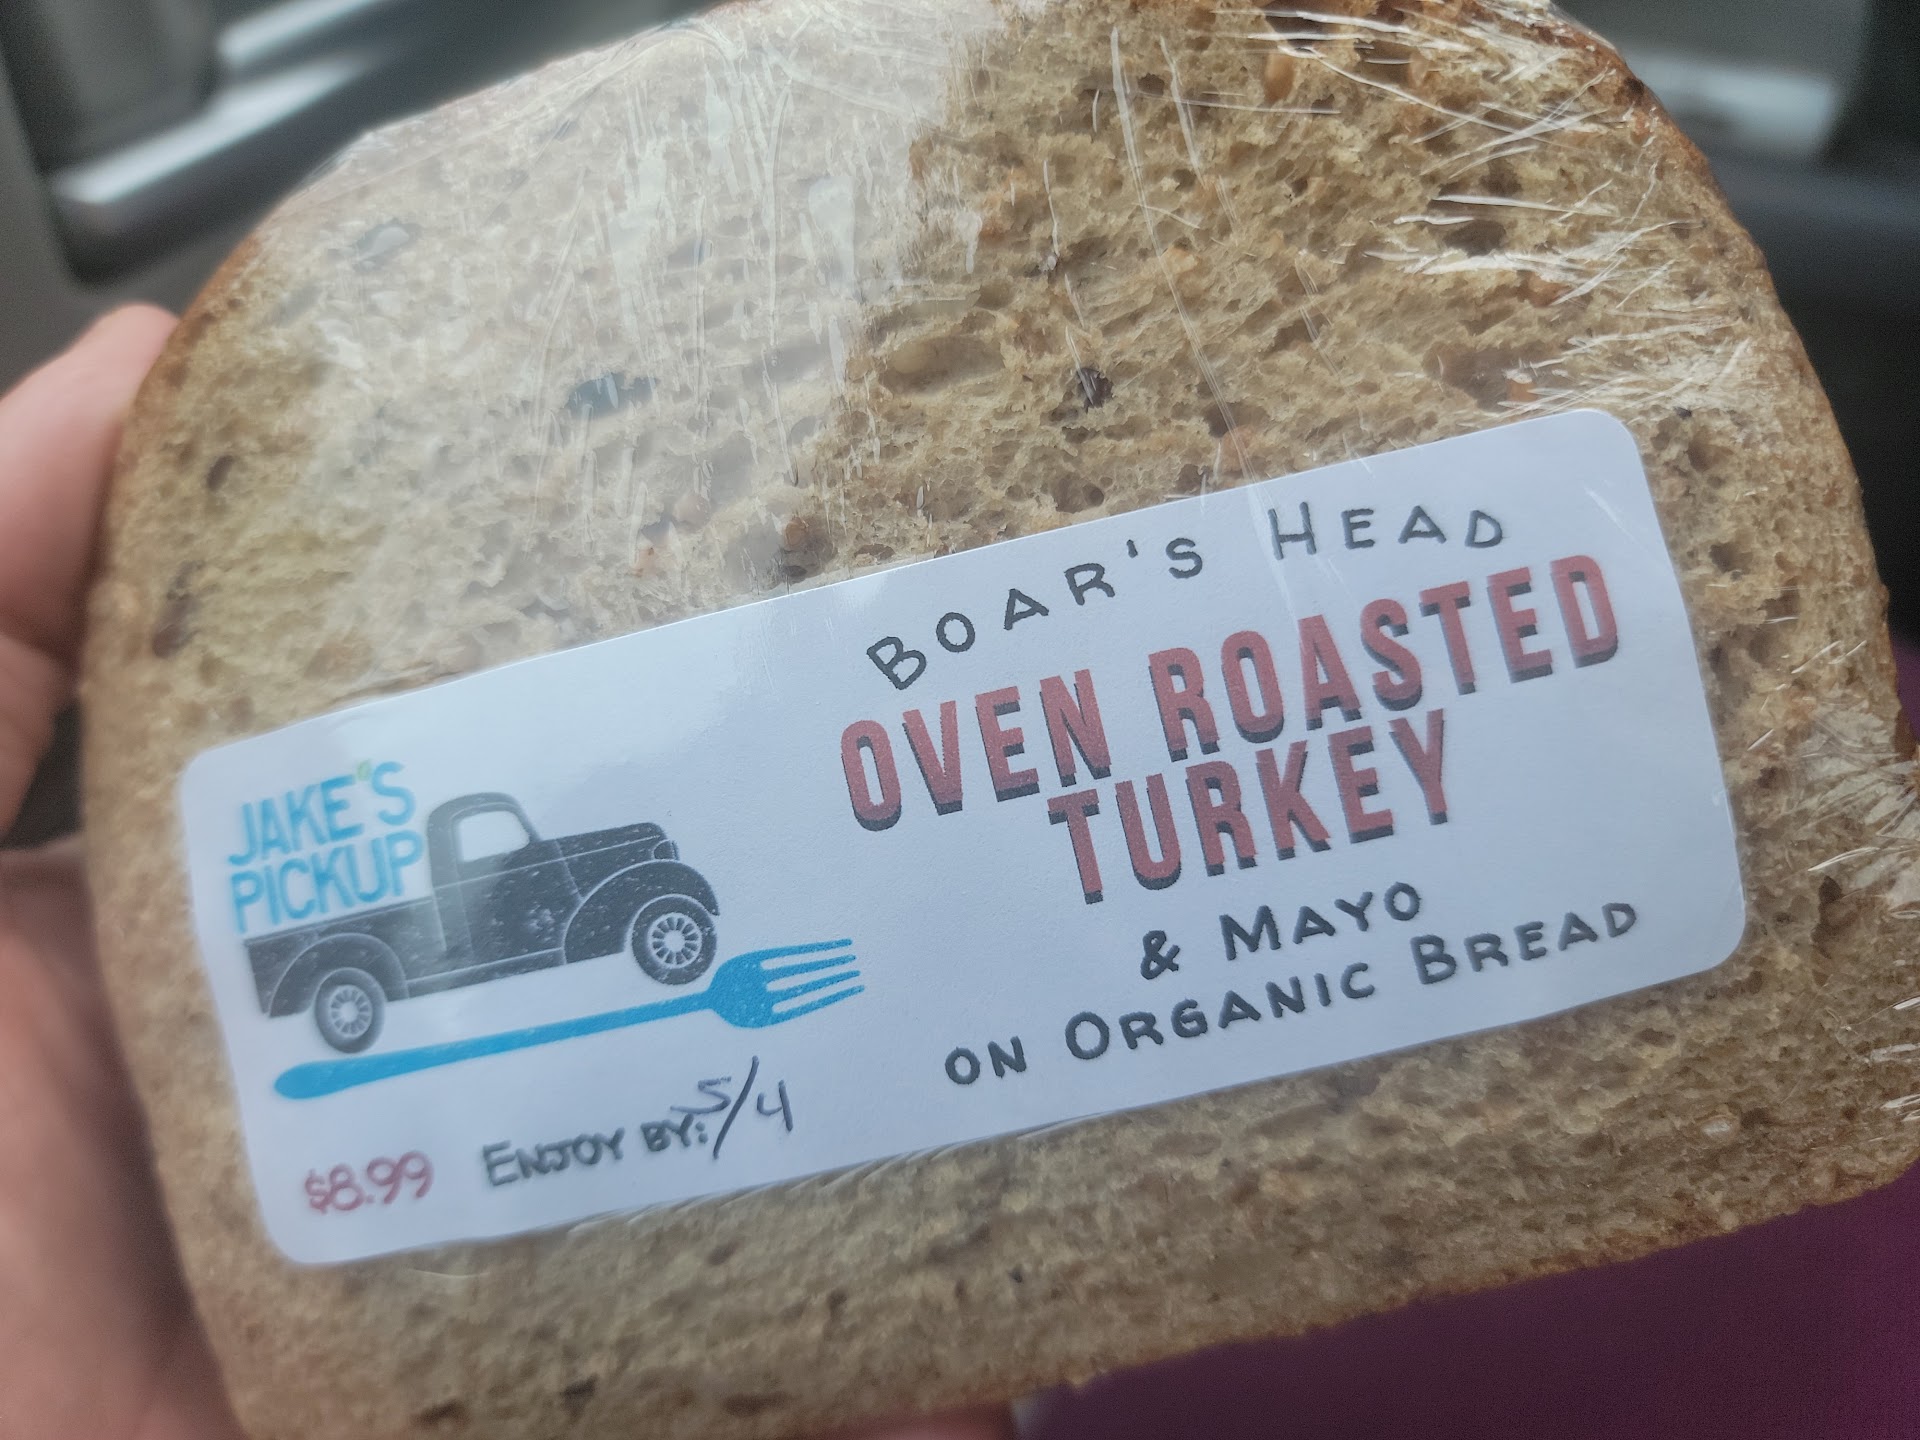 BOAR'S HEAD
OVEN ROASTED
TURKEY
& MAYO
ON ORGANIC BREAD
JAKE'S
PICKUP
$8.99 ENJOY BY: 5/4